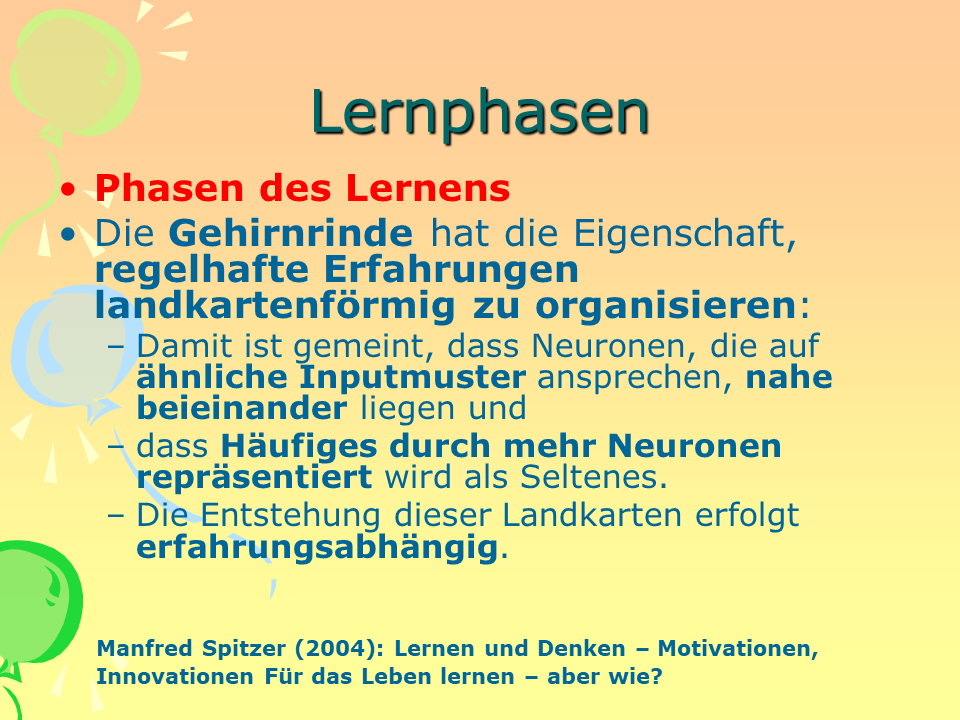 Lernphasen
• Phasen des Lernens
• Die Gehirnrinde hat die Eigenschaft,
regelhafte Erfahrungen
landkartenförmig zu organisieren:
– Damit ist gemeint, dass Neuronen, die auf
ähnliche Inputmuster ansprechen, nahe
beieinander liegen und
– dass Häufiges durch mehr Neuronen
repräsentiert wird als Seltenes.
– Die Entstehung dieser Landkarten erfolgt
erfahrungsabhängig.
Manfred Spitzer (2004): Lernen und Denken – Motivationen,
Innovationen Für das Leben lernen – aber wie?